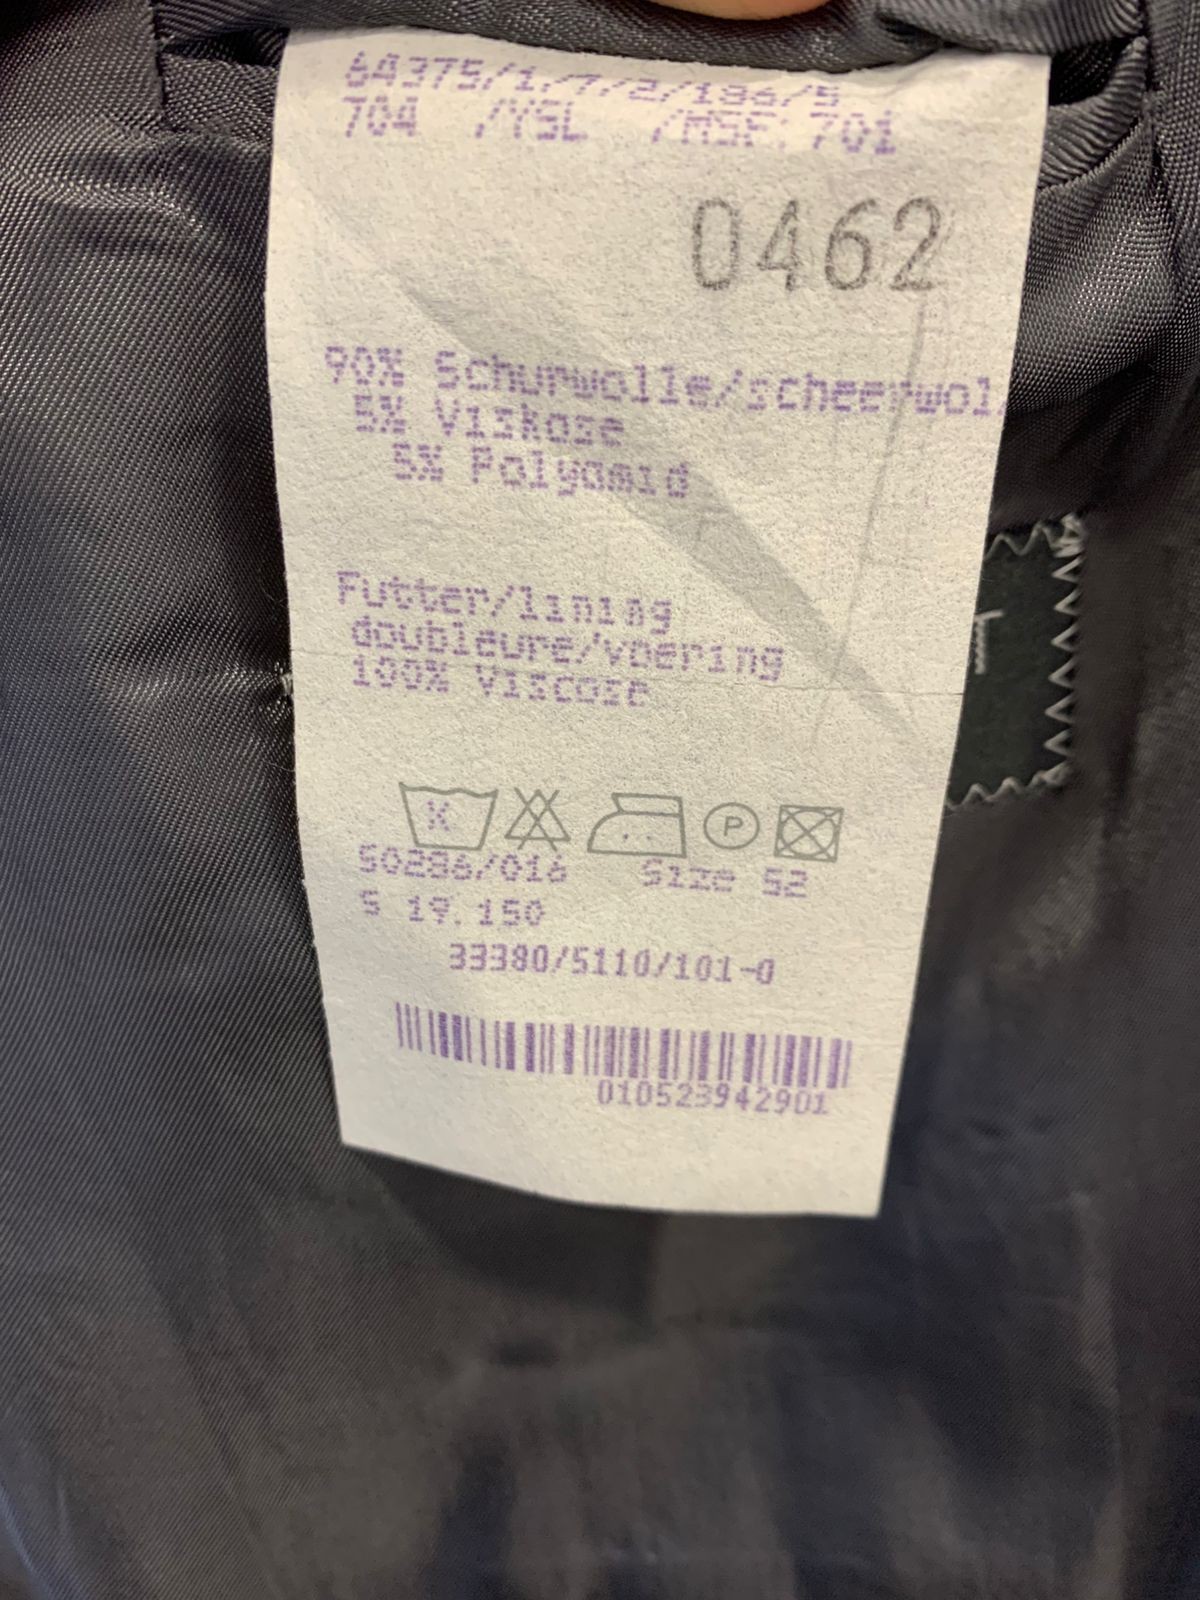 64375/1/7/2/186/5
704 /YSL /MSF: 701
0462
90% Schurwolle/scheerwol
5% Viskose
5% Polyamid
Futter/lining
doubleure/voering
100% Viscose
K
P
50286/016 Size 52
S 19.150
33380/5110/101-0
010523942901